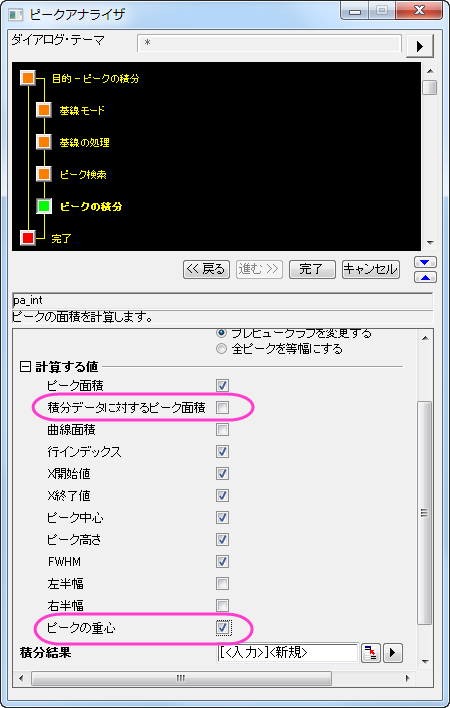 ピークアナライザ
ダイアログ・テーマ
*
目的 - ピークの積分
基線モード
基線の処理
ピーク検索
ピークの積分
完了
<< 戻る 進む >> 完了 キャンセル
pa_int
ピークの面積を計算します。
プレビューグラフを変更する
全ピークを等幅にする
計算する値
ピーク面積
積分データに対するピーク面積
曲線面積
行インデックス
X開始値
X終了値
ピーク中心
ピーク高さ
FWHM
左半幅
右半幅
ピークの重心
積分結果 [<入力>]<新規>